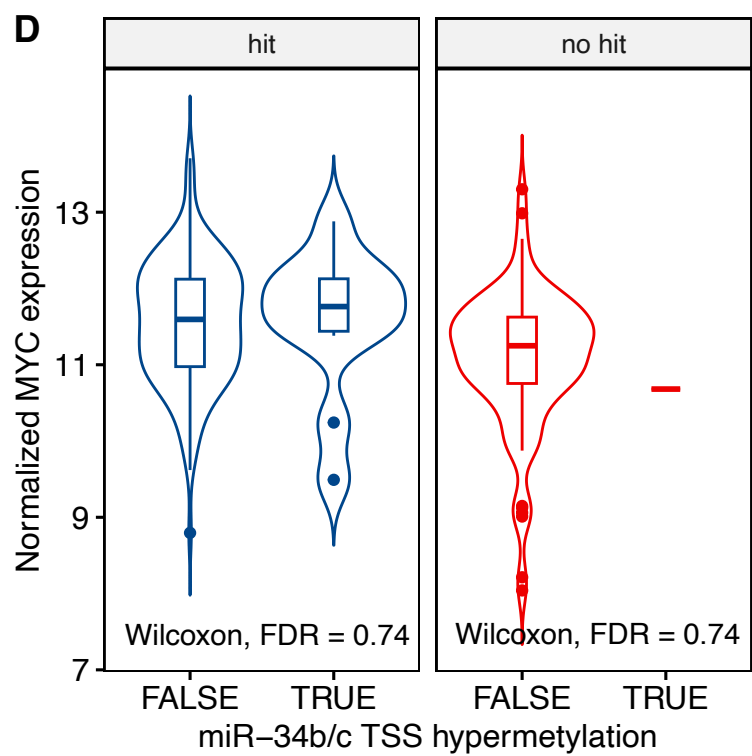 D
hit
no hit
Normalized MYC expression
13
11
9
7
Wilcoxon, FDR = 0.74
Wilcoxon, FDR = 0.74
FALSE
TRUE
FALSE
TRUE
miR−34b/c TSS hypermetylation